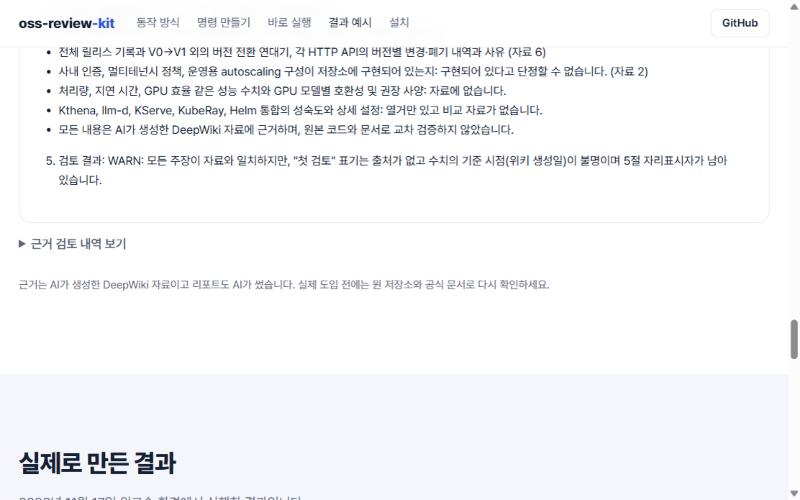 oss-review-kit 동작 방식 명령 만들기 바로 실행 결과 예시 설치 GitHub
• 전체 릴리스 기록과 V0→V1 외의 버전 전환 연대기, 각 HTTP API의 버전별 변경·폐기 내역과 사유 (자료 6)
• 사내 인증, 멀티테넌시 정책, 운영용 autoscaling 구성이 저장소에 구현되어 있는지: 구현되어 있다고 단정할 수 없습니다. (자료 2)
• 처리량, 지연 시간, GPU 효율 같은 성능 수치와 GPU 모델별 호환성 및 권장 사양: 자료에 없습니다.
• Kthena, llm-d, KServe, KubeRay, Helm 통합의 성숙도와 상세 설정: 열거만 있고 비교 자료가 없습니다.
• 모든 내용은 AI가 생성한 DeepWiki 자료에 근거하며, 원본 코드와 문서로 교차 검증하지 않았습니다.
5. 검토 결과: WARN: 모든 주장이 자료와 일치하지만, "첫 검토" 표기는 출처가 없고 수치의 기준 시점(위키 생성일)이 불명이며 5절 자리표시자가 남아
있습니다.
▶ 근거 검토 내역 보기
근거는 AI가 생성한 DeepWiki 자료이고 리포트도 AI가 썼습니다. 실제 도입 전에는 원 저장소와 공식 문서로 다시 확인하세요.
실제로 만든 결과